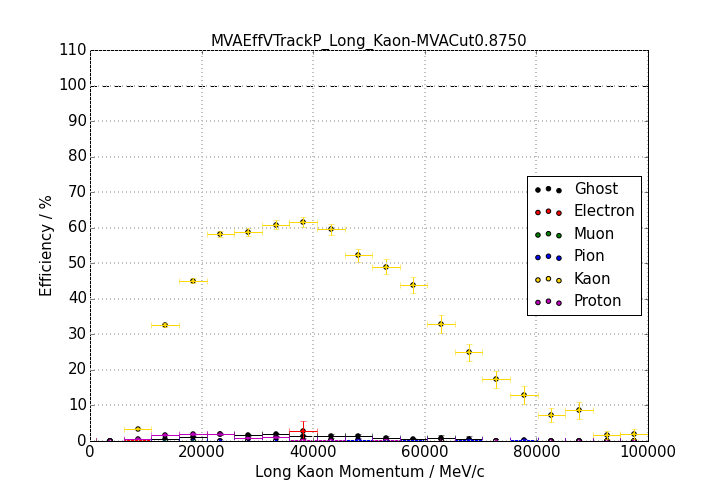 MVAEffVTrackP_Long_Kaon-MVACut0.8750
110
100
90
80
70
60
50
40
30
20
10
0
Efficiency / %
Ghost
Electron
Muon
Pion
Kaon
Proton
0 20000 40000 60000 80000 100000
Long Kaon Momentum / MeV/c